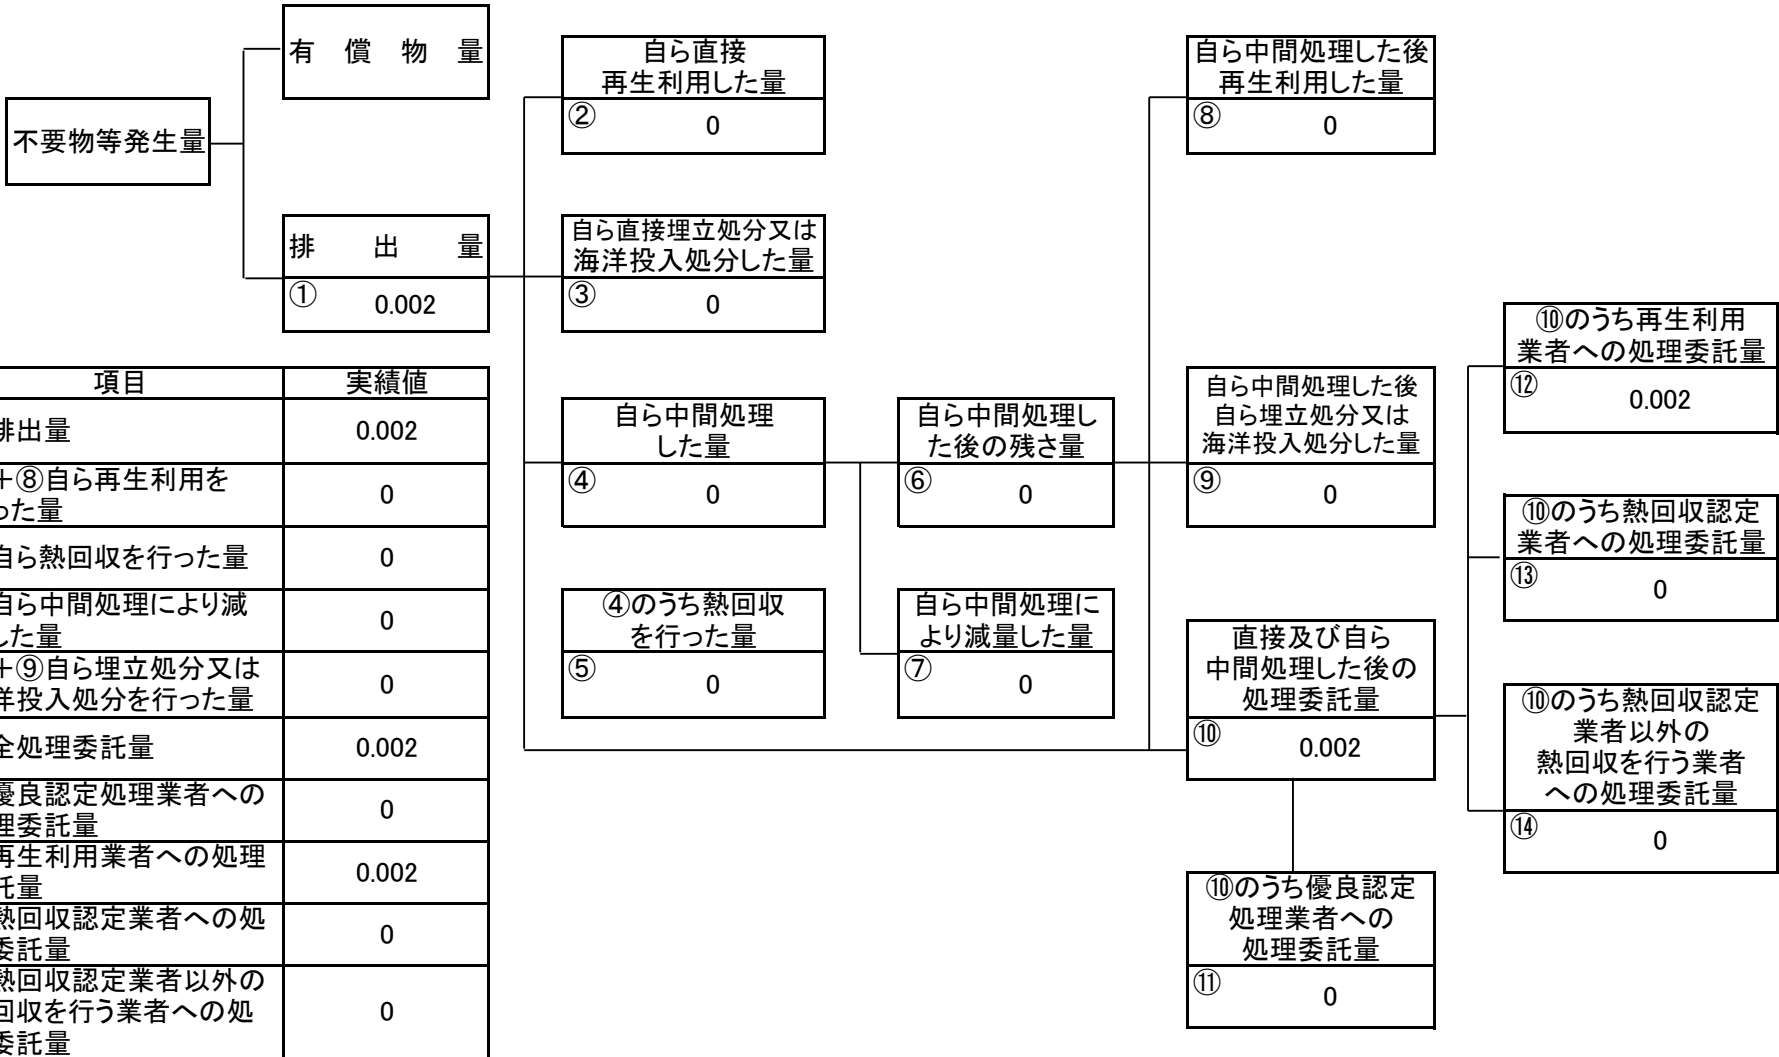 有償物量
不要物等発生量
排出量
① 0.002
自ら直接
再生利用した量
② 0
自ら直接埋立処分又は
海洋投入処分した量
③ 0
自ら中間処理
した量
④ 0
④のうち熱回収
を行った量
⑤ 0
自ら中間処理し
た後の残さ量
⑥ 0
自ら中間処理に
より減量した量
⑦ 0
自ら中間処理した後
再生利用した量
⑧ 0
自ら中間処理した後
自ら埋立処分又は
海洋投入処分した量
⑨ 0
直接及び自ら
中間処理した後の
処理委託量
⑩ 0.002
⑩のうち優良認定
処理業者への
処理委託量
⑪ 0
⑩のうち再生利用
業者への処理委託量
⑫ 0.002
⑩のうち熱回収認定
業者への処理委託量
⑬ 0
⑩のうち熱回収認定
業者以外の
熱回収を行う業者
への処理委託量
⑭ 0
項目 実績値
排出量 0.002
+⑧自ら再生利用を
った量 0
自ら熱回収を行った量 0
自ら中間処理により減
した量 0
+⑨自ら埋立処分又は
洋投入処分を行った量 0
全処理委託量 0.002
優良認定処理業者への
理委託量 0
再生利用業者への処理
託量 0.002
熱回収認定業者への処
委託量 0
熱回収認定業者以外の
回収を行う業者への処
委託量 0